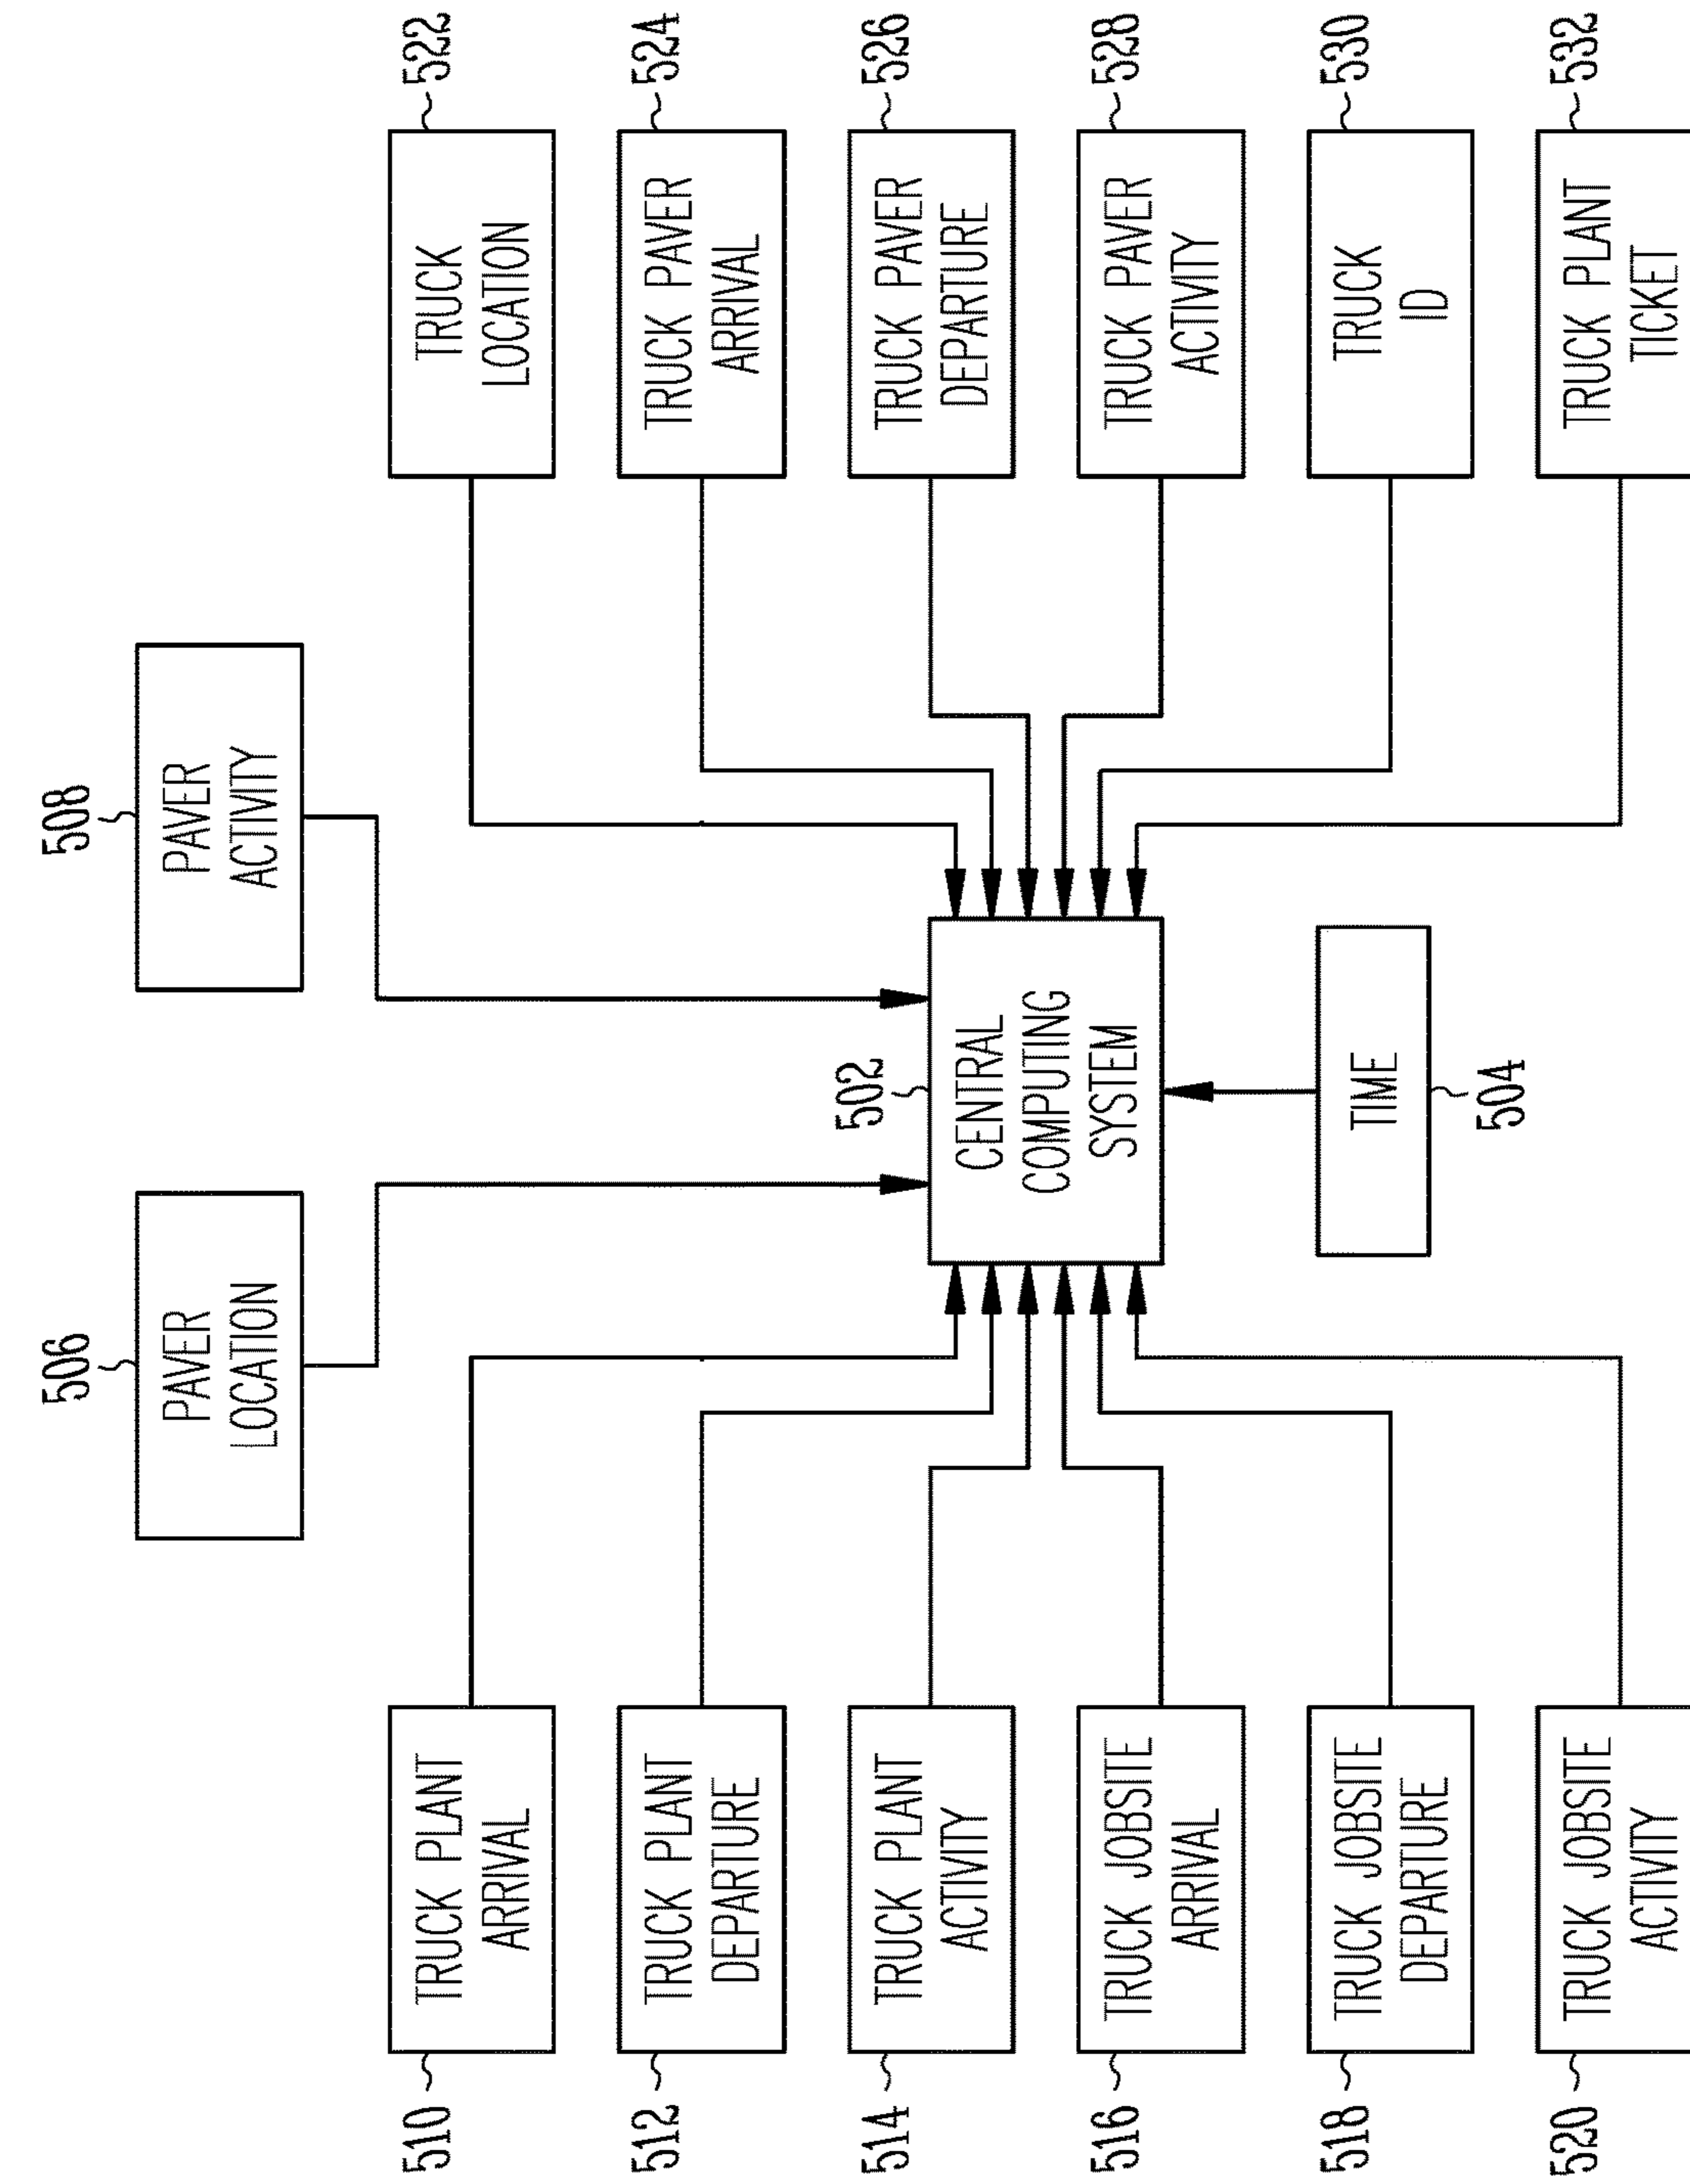 506
PAVER
LOCATION
508
PAVER
ACTIVITY
510
TRUCK PLANT
ARRIVAL
512
TRUCK PLANT
DEPARTURE
514
TRUCK PLANT
ACTIVITY
516
TRUCK JOBSITE
ARRIVAL
518
TRUCK JOBSITE
DEPARTURE
520
TRUCK JOBSITE
ACTIVITY
502
CENTRAL
COMPUTING
SYSTEM
TIME
504
TRUCK
LOCATION
522
TRUCK PAVER
ARRIVAL
524
TRUCK PAVER
DEPARTURE
526
TRUCK PAVER
ACTIVITY
528
TRUCK
ID
530
TRUCK PLANT
TICKET
532